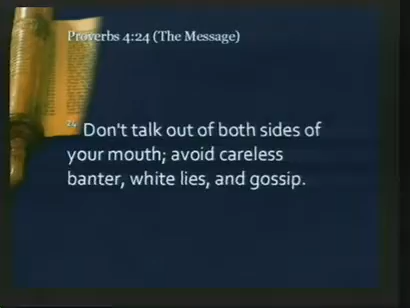 Proverbs 4:24 (The Message)
24 Don't talk out of both sides of
your mouth; avoid careless
banter, white lies, and gossip.